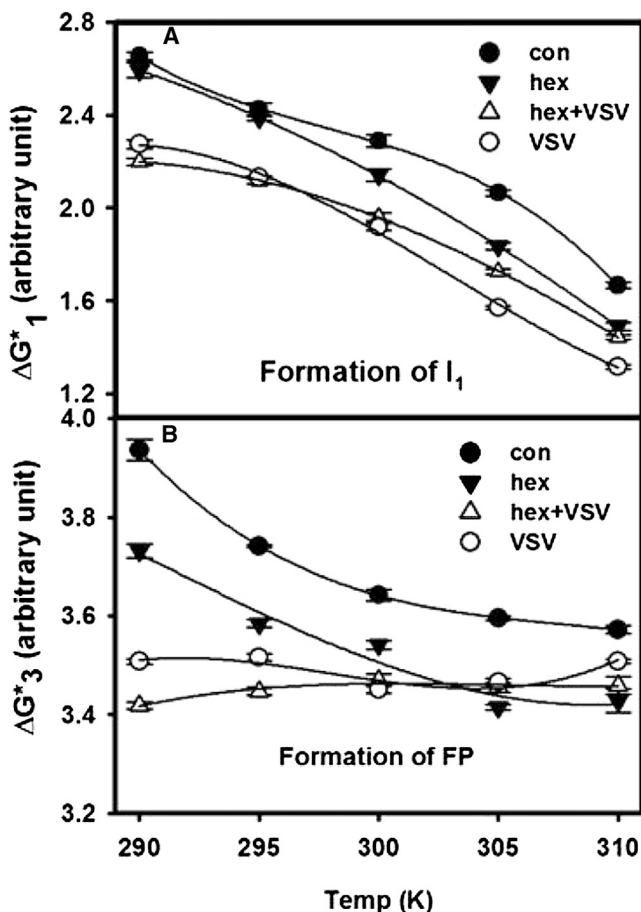 A
con
hex
hex+VSV
VSV
2.8
2.4
2.0
1.6
1.2
ΔG*1 (arbitrary unit)
Formation of I1
B
con
hex
hex+VSV
VSV
4.0
3.8
3.6
3.4
3.2
ΔG*3 (arbitrary unit)
Formation of FP
290 295 300 305 310
Temp (K)